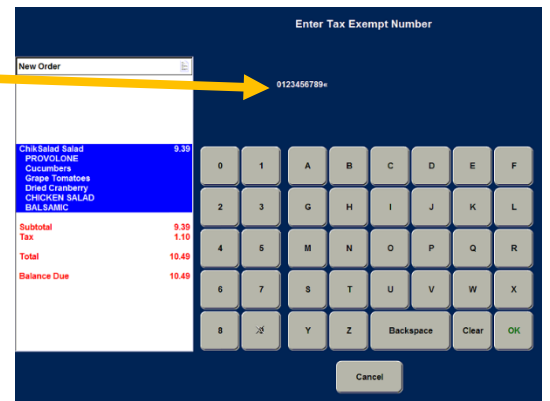 Enter Tax Exempt Number
New Order
0123456789«
ChikSalad Salad 9.39
PROVOLONE
Cucumbers
Grape Tomatoes
Dried Cranberry
CHICKEN SALAD
BALSAMIC
Subtotal 9.39
Tax 1.10
Total 10.49
Balance Due 10.49
0 1 A B C D E F
2 3 G H I J K L
4 5 M N O P Q R
6 7 S T U V W X
8 Y Z Backspace Clear OK
Cancel